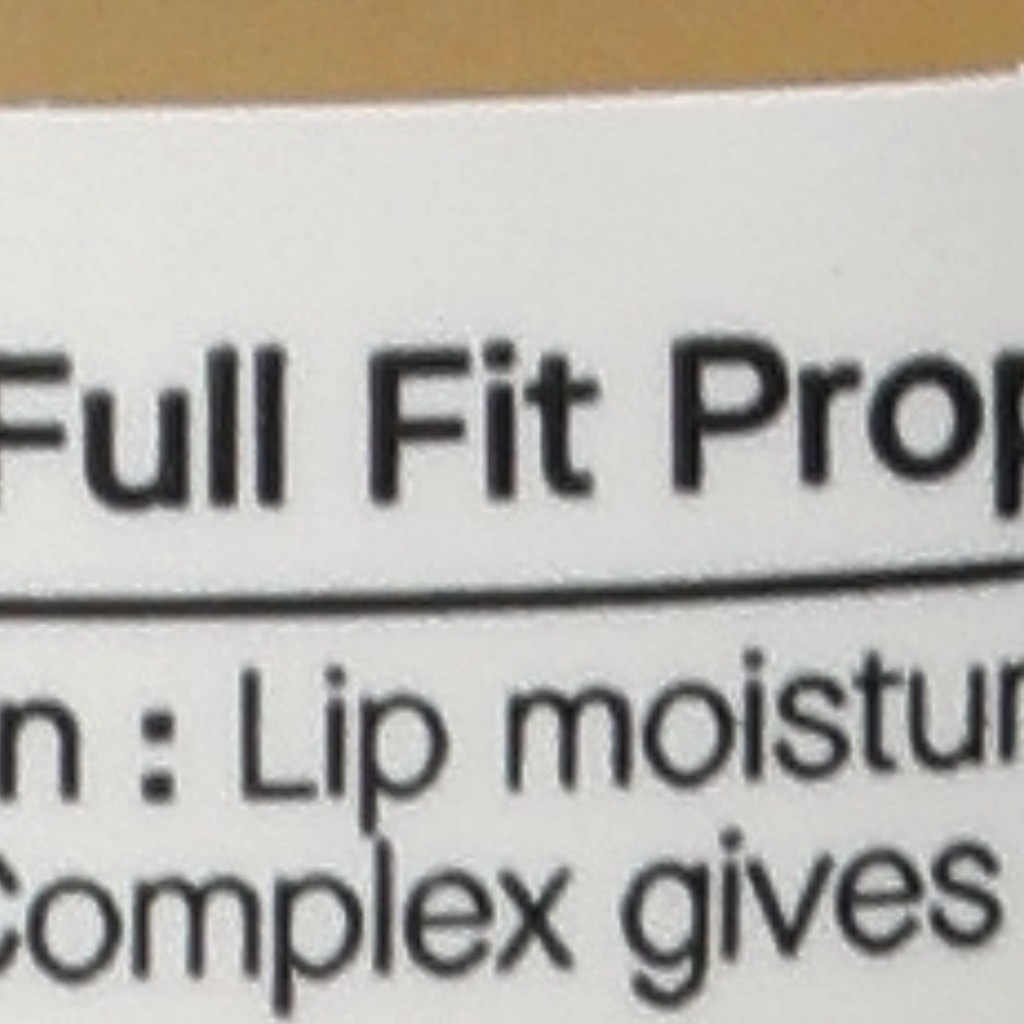 Full Fit Prop
n : Lip moistur
Complex gives